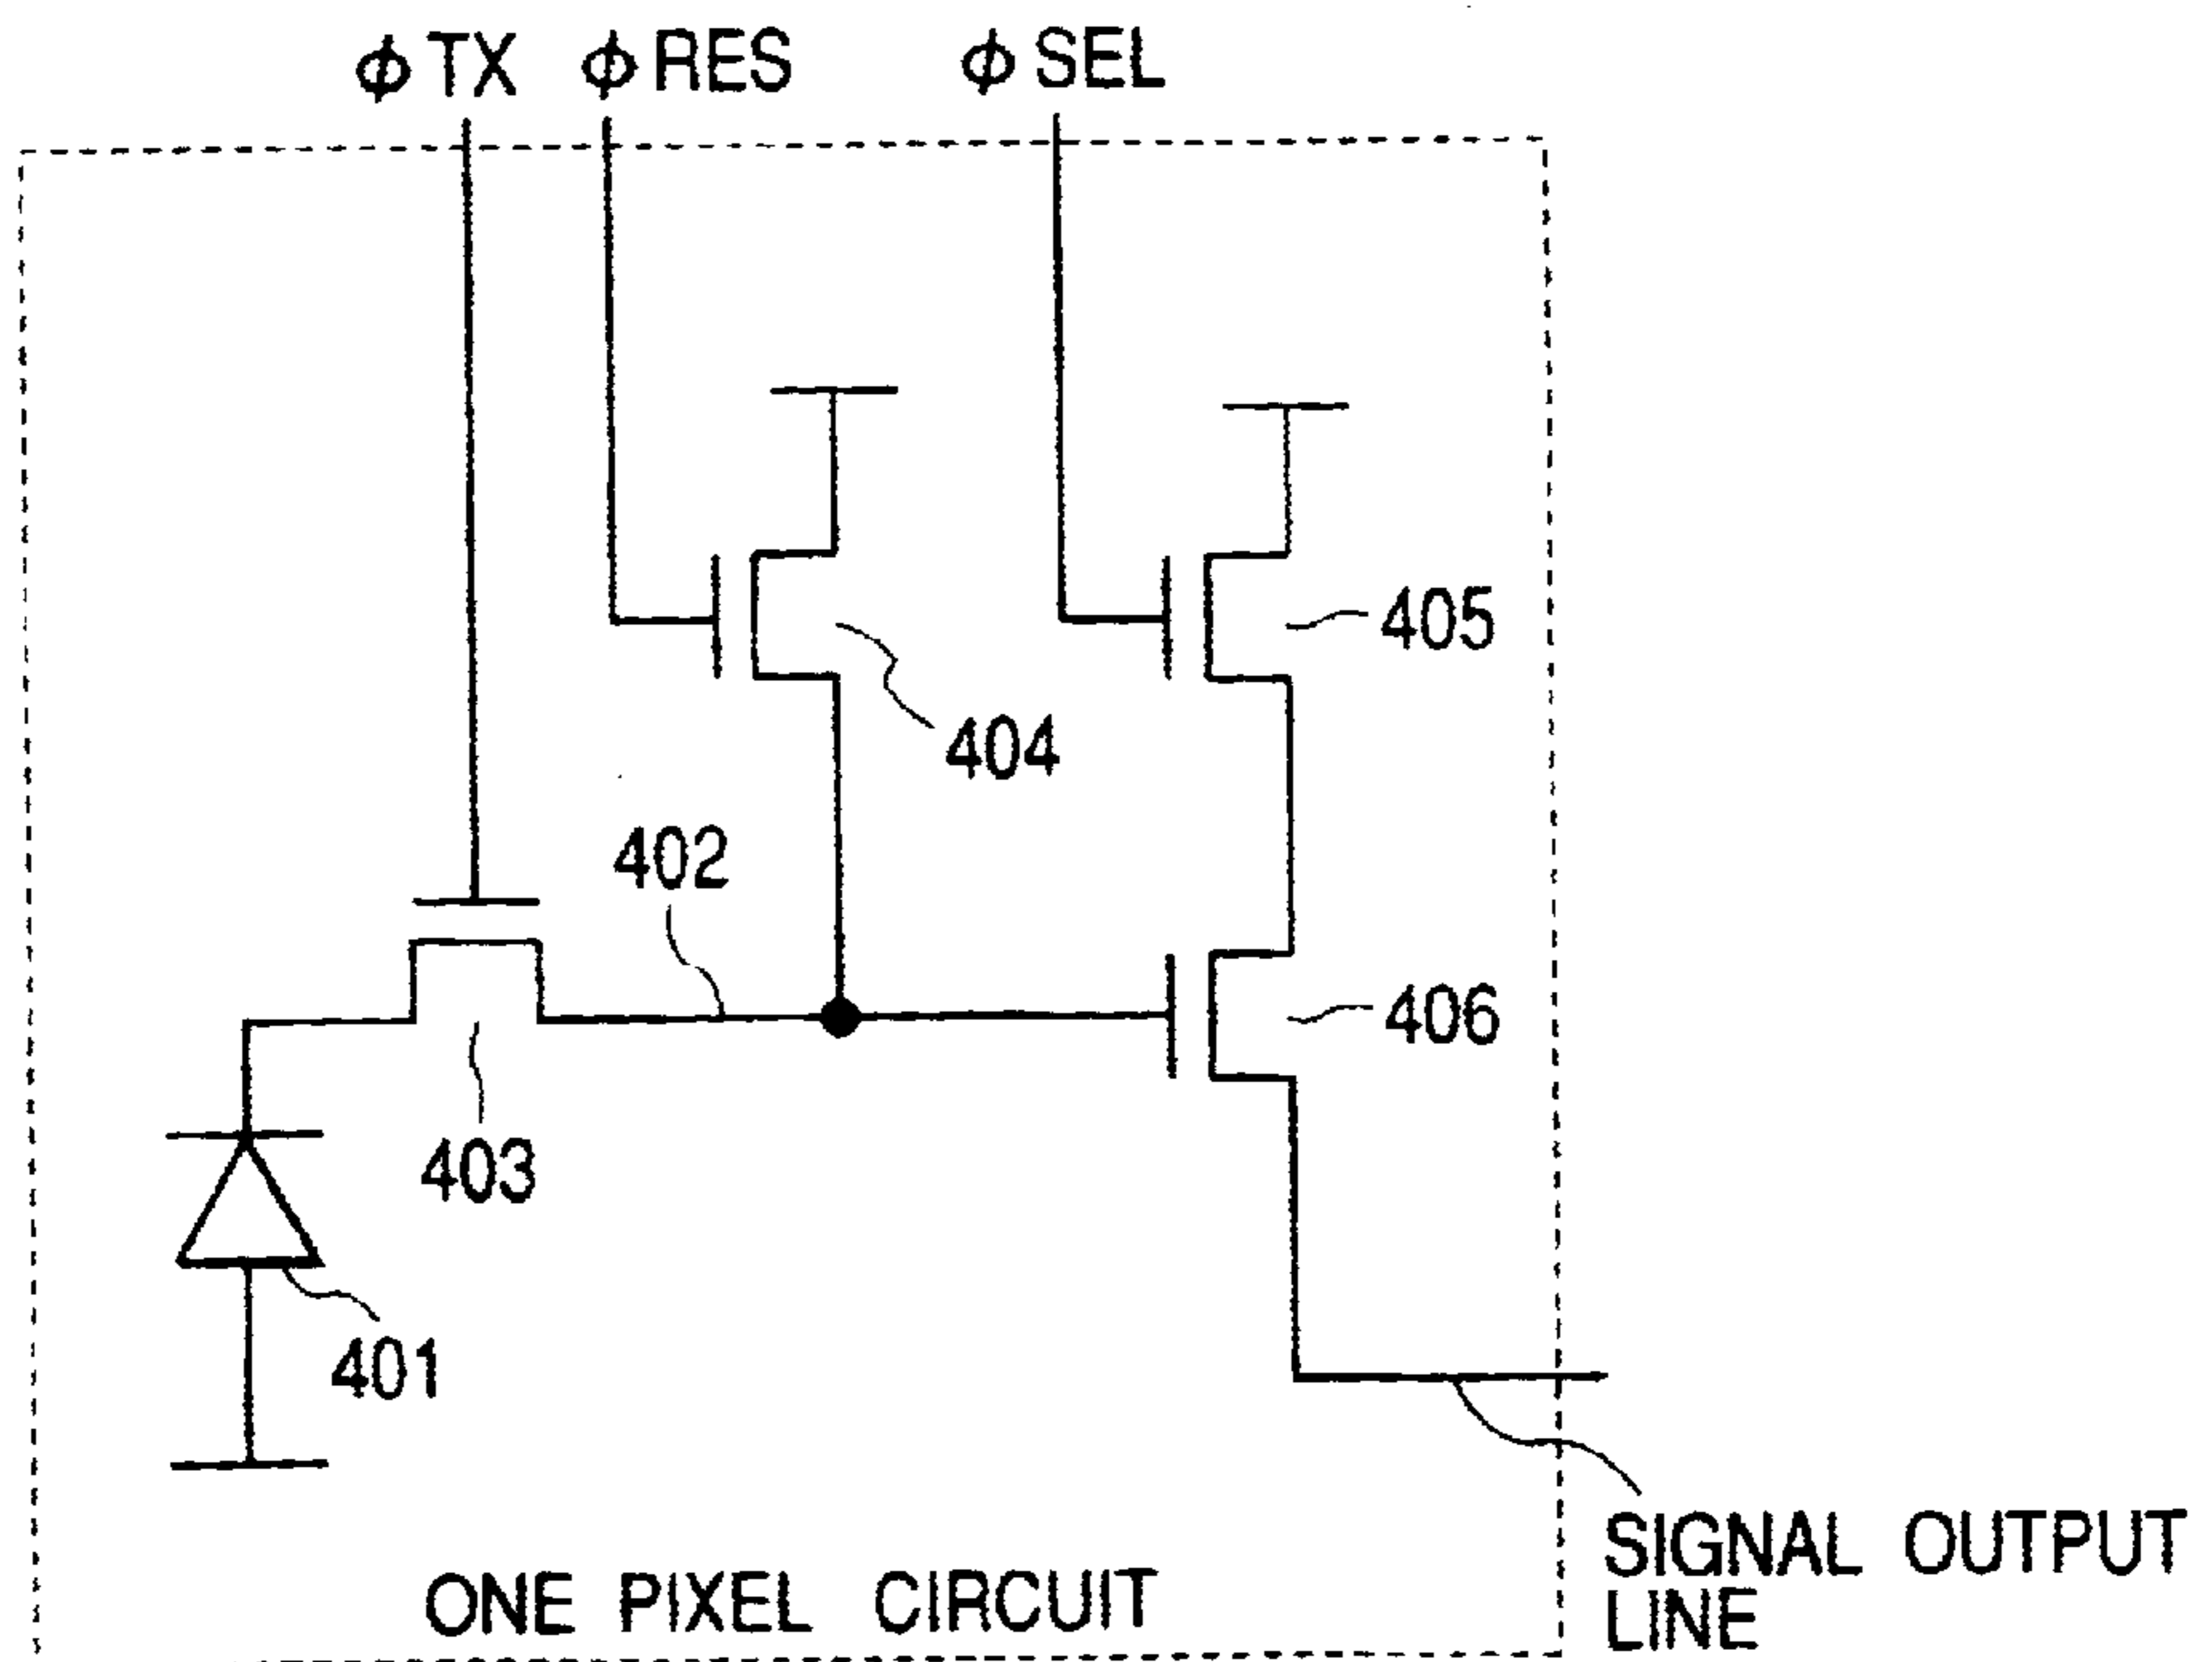 ϕTX ϕRES ϕSEL
405
404
402
406
403
401
SIGNAL OUTPUT
LINE
ONE PIXEL CIRCUIT